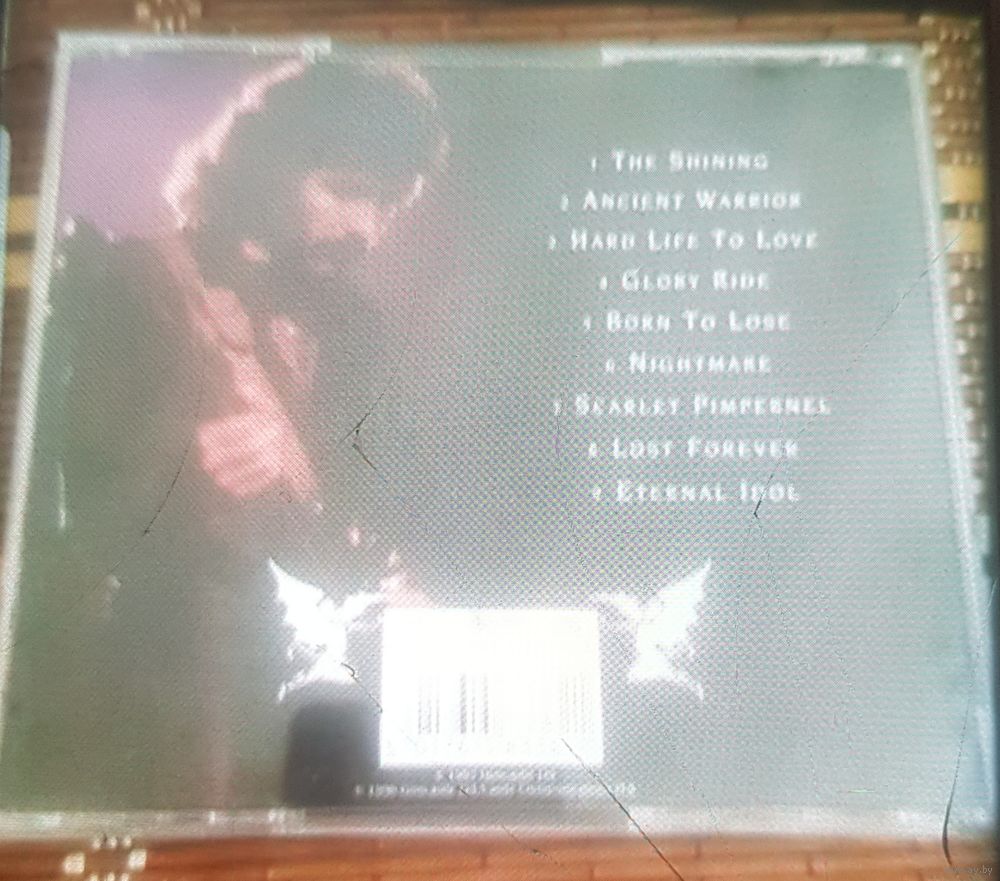 1 The Shining
2 Ancient Warrior
3 Hard Life To Love
4 Glory Ride
5 Born To Lose
6 Nightmare
7 Scarlet Pimpernel
8 Lost Forever
9 Eternal Idol